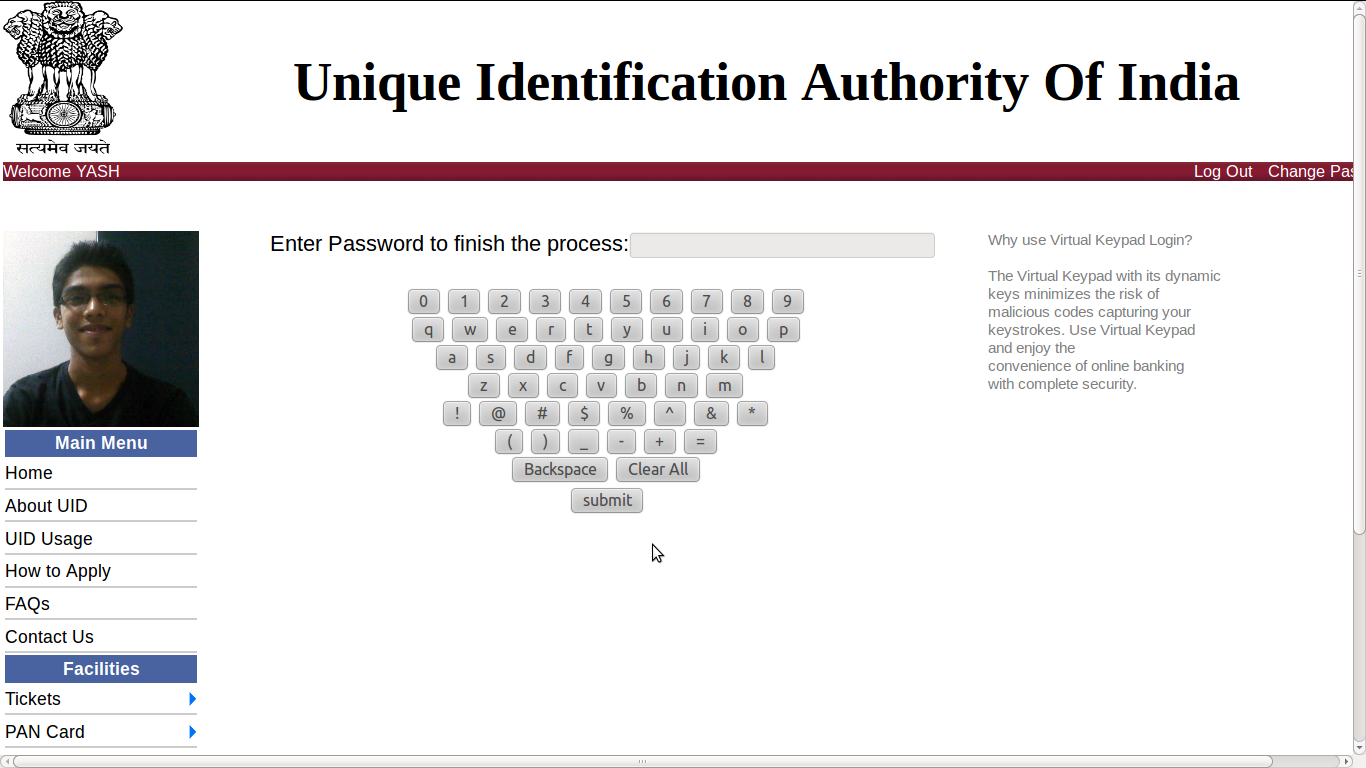 Unique Identification Authority Of India
सत्यमेव जयते
Welcome YASH
Log Out Change Pas
Enter Password to finish the process:
0 1 2 3 4 5 6 7 8 9
q w e r t y u i o p
a s d f g h j k l
z x c v b n m
! @ # $ % ^ & *
( ) _ - + =
Backspace Clear All
submit
Why use Virtual Keypad Login?
The Virtual Keypad with its dynamic
keys minimizes the risk of
malicious codes capturing your
keystrokes. Use Virtual Keypad
and enjoy the
convenience of online banking
with complete security.
Main Menu
Home
About UID
UID Usage
How to Apply
FAQs
Contact Us
Facilities
Tickets
PAN Card